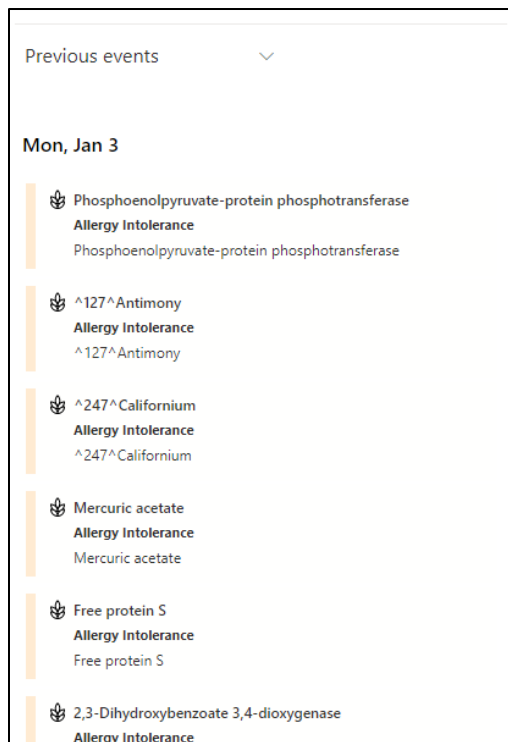 Previous events
Mon, Jan 3
Phosphoenolpyruvate-protein phosphotransferase
Allergy Intolerance
Phosphoenolpyruvate-protein phosphotransferase
^127^Antimony
Allergy Intolerance
^127^Antimony
^247^Californium
Allergy Intolerance
^247^Californium
Mercuric acetate
Allergy Intolerance
Mercuric acetate
Free protein S
Allergy Intolerance
Free protein S
2,3-Dihydroxybenzoate 3,4-dioxygenase
Allergy Intolerance